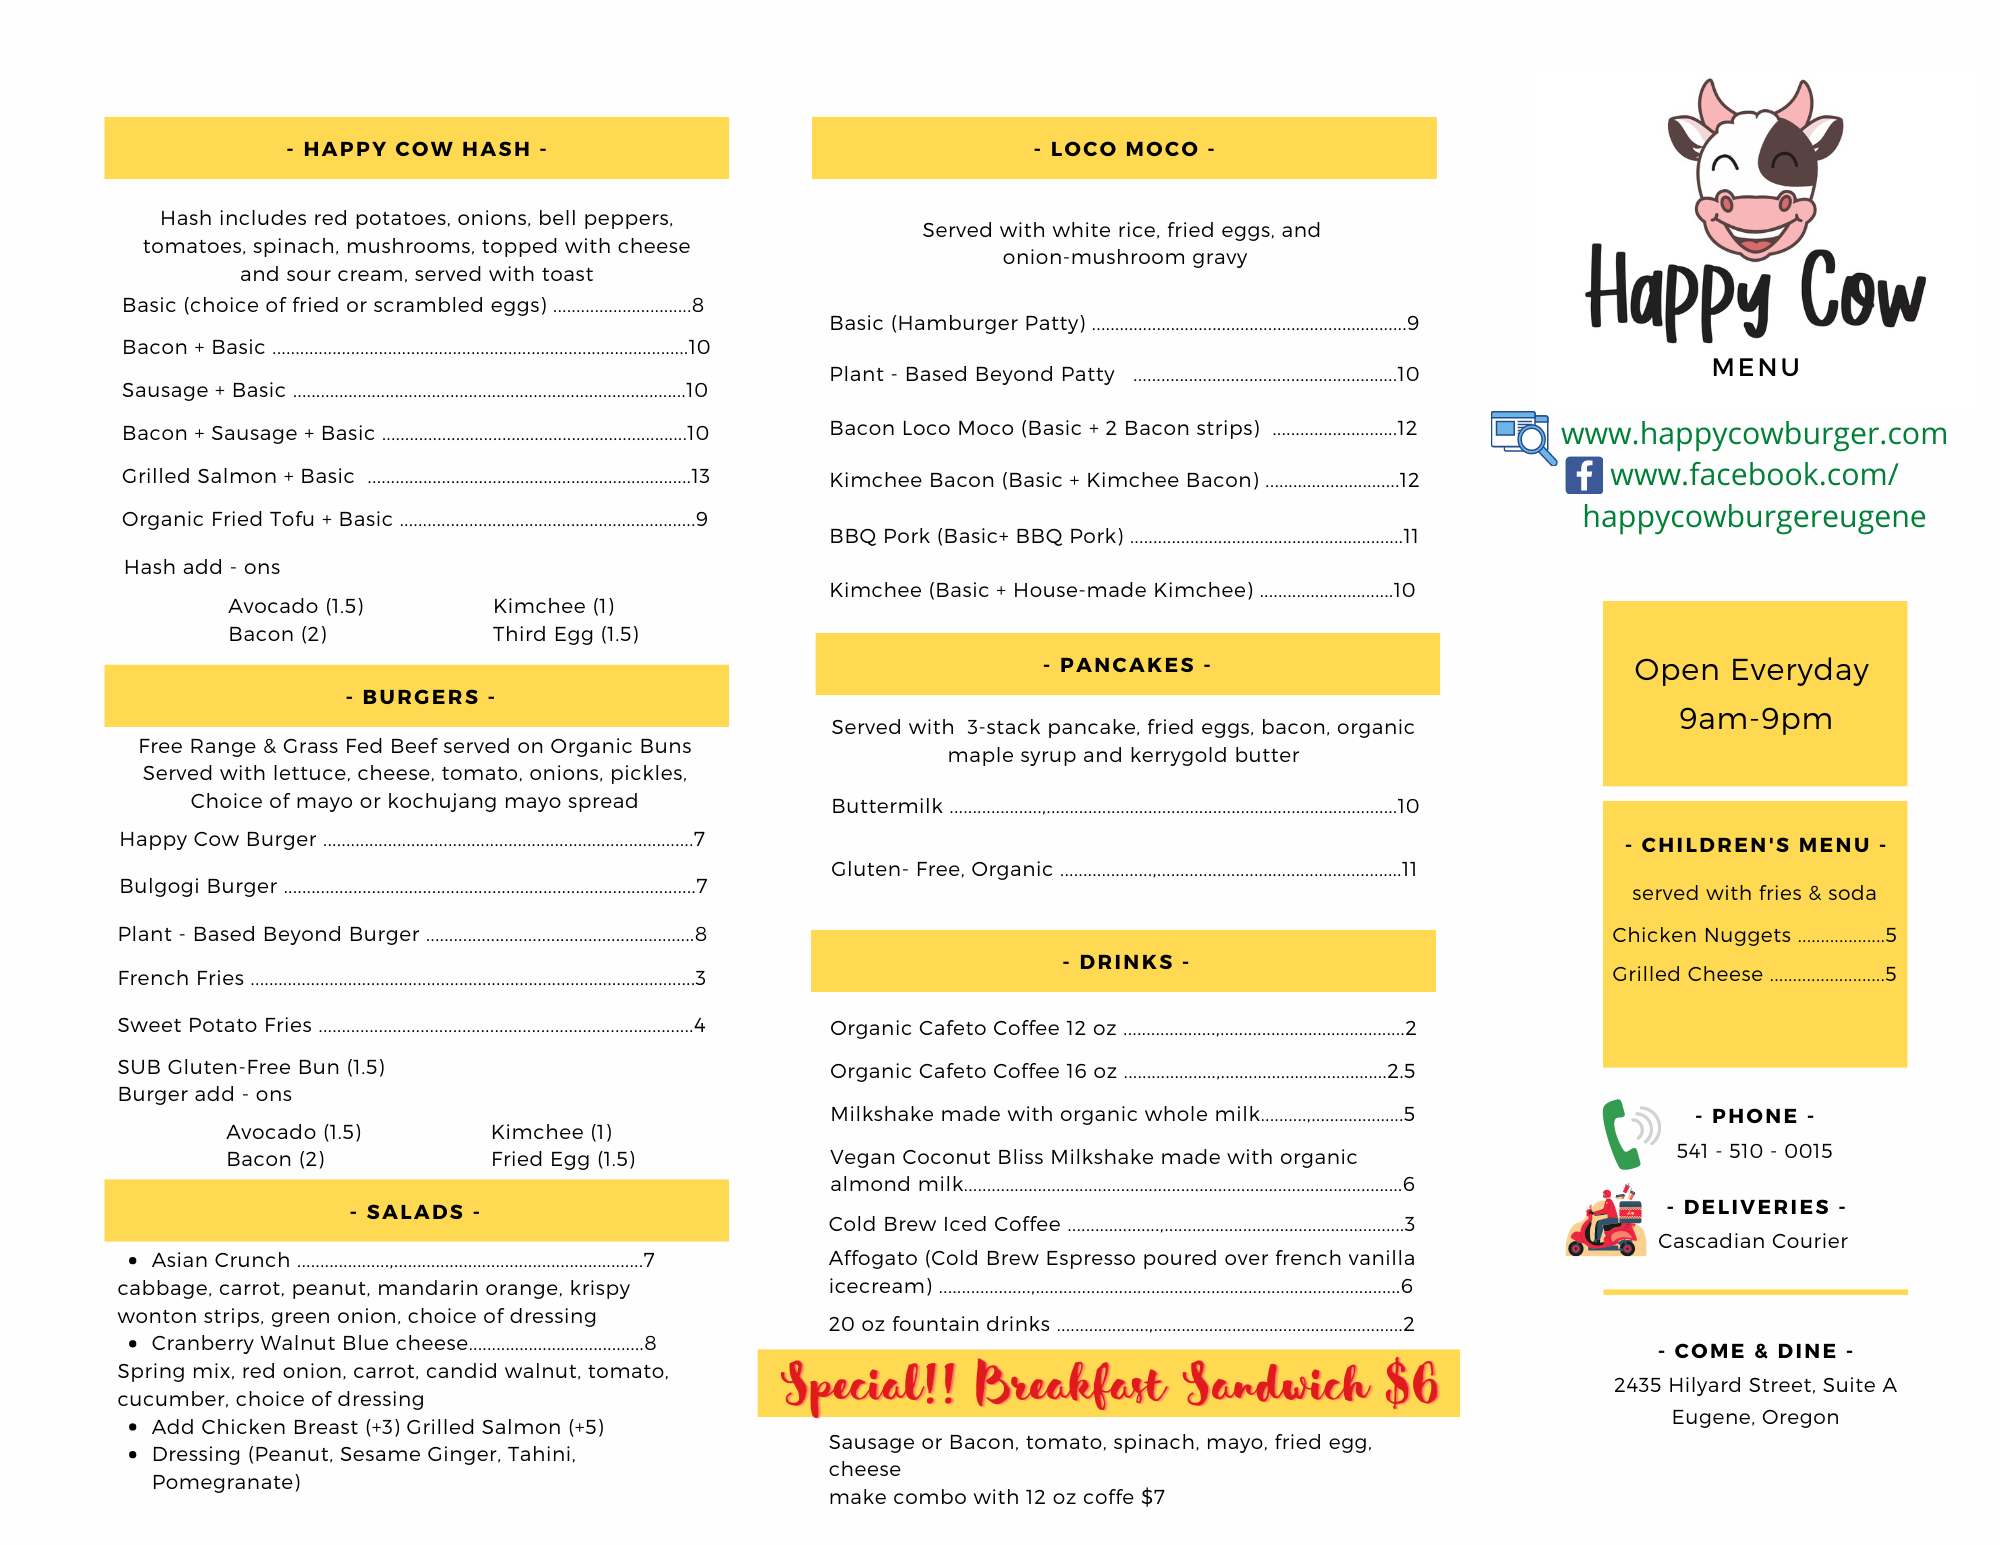 - HAPPY COW HASH -
Hash includes red potatoes, onions, bell peppers,
tomatoes, spinach, mushrooms, topped with cheese
and sour cream, served with toast
Basic (choice of fried or scrambled eggs) ..............................8
Bacon + Basic ..........................................................................................10
Sausage + Basic .....................................................................................10
Bacon + Sausage + Basic ..................................................................10
Grilled Salmon + Basic ......................................................................13
Organic Fried Tofu + Basic ................................................................9
Hash add - ons
Avocado (1.5) Kimchee (1)
Bacon (2) Third Egg (1.5)
- BURGERS -
Free Range & Grass Fed Beef served on Organic Buns
Served with lettuce, cheese, tomato, onions, pickles,
Choice of mayo or kochujang mayo spread
Happy Cow Burger ................................................................................7
Bulgogi Burger .........................................................................................7
Plant - Based Beyond Burger ..........................................................8
French Fries ................................................................................................3
Sweet Potato Fries .................................................................................4
SUB Gluten-Free Bun (1.5)
Burger add - ons
Avocado (1.5) Kimchee (1)
Bacon (2) Fried Egg (1.5)
- SALADS -
• Asian Crunch ....................,......................................................7
cabbage, carrot, peanut, mandarin orange, krispy
wonton strips, green onion, choice of dressing
• Cranberry Walnut Blue cheese......................................8
Spring mix, red onion, carrot, candid walnut, tomato,
cucumber, choice of dressing
• Add Chicken Breast (+3) Grilled Salmon (+5)
• Dressing (Peanut, Sesame Ginger, Tahini,
Pomegranate)
- LOCO MOCO -
Served with white rice, fried eggs, and
onion-mushroom gravy
Basic (Hamburger Patty) ....................................................................9
Plant - Based Beyond Patty .........................................................10
Bacon Loco Moco (Basic + 2 Bacon strips) ...........................12
Kimchee Bacon (Basic + Kimchee Bacon) .............................12
BBQ Pork (Basic+ BBQ Pork) ...........................................................11
Kimchee (Basic + House-made Kimchee) .............................10
- PANCAKES -
Served with 3-stack pancake, fried eggs, bacon, organic
maple syrup and kerrygold butter
Buttermilk ....................,............................................................................10
Gluten- Free, Organic ....................,.....................................................11
- DRINKS -
Organic Cafeto Coffee 12 oz ....................,........................................2
Organic Cafeto Coffee 16 oz ....................,....................................2.5
Milkshake made with organic whole milk..........,....................5
Vegan Coconut Bliss Milkshake made with organic
almond milk...............................................................................................6
Cold Brew Iced Coffee ....................,....................................................3
Affogato (Cold Brew Espresso poured over french vanilla
icecream) ....................,...............................................................................6
20 oz fountain drinks ....................,......................................................2
Special!! Breakfast Sandwich $6
Sausage or Bacon, tomato, spinach, mayo, fried egg,
cheese
make combo with 12 oz coffe $7
Happy Cow
MENU
www.happycowburger.com
f www.facebook.com/
happycowburgereugene
Open Everyday
9am-9pm
- CHILDREN'S MENU -
served with fries & soda
Chicken Nuggets ...................5
Grilled Cheese .........................5
- PHONE -
541 - 510 - 0015
- DELIVERIES -
Cascadian Courier
- COME & DINE -
2435 Hilyard Street, Suite A
Eugene, Oregon